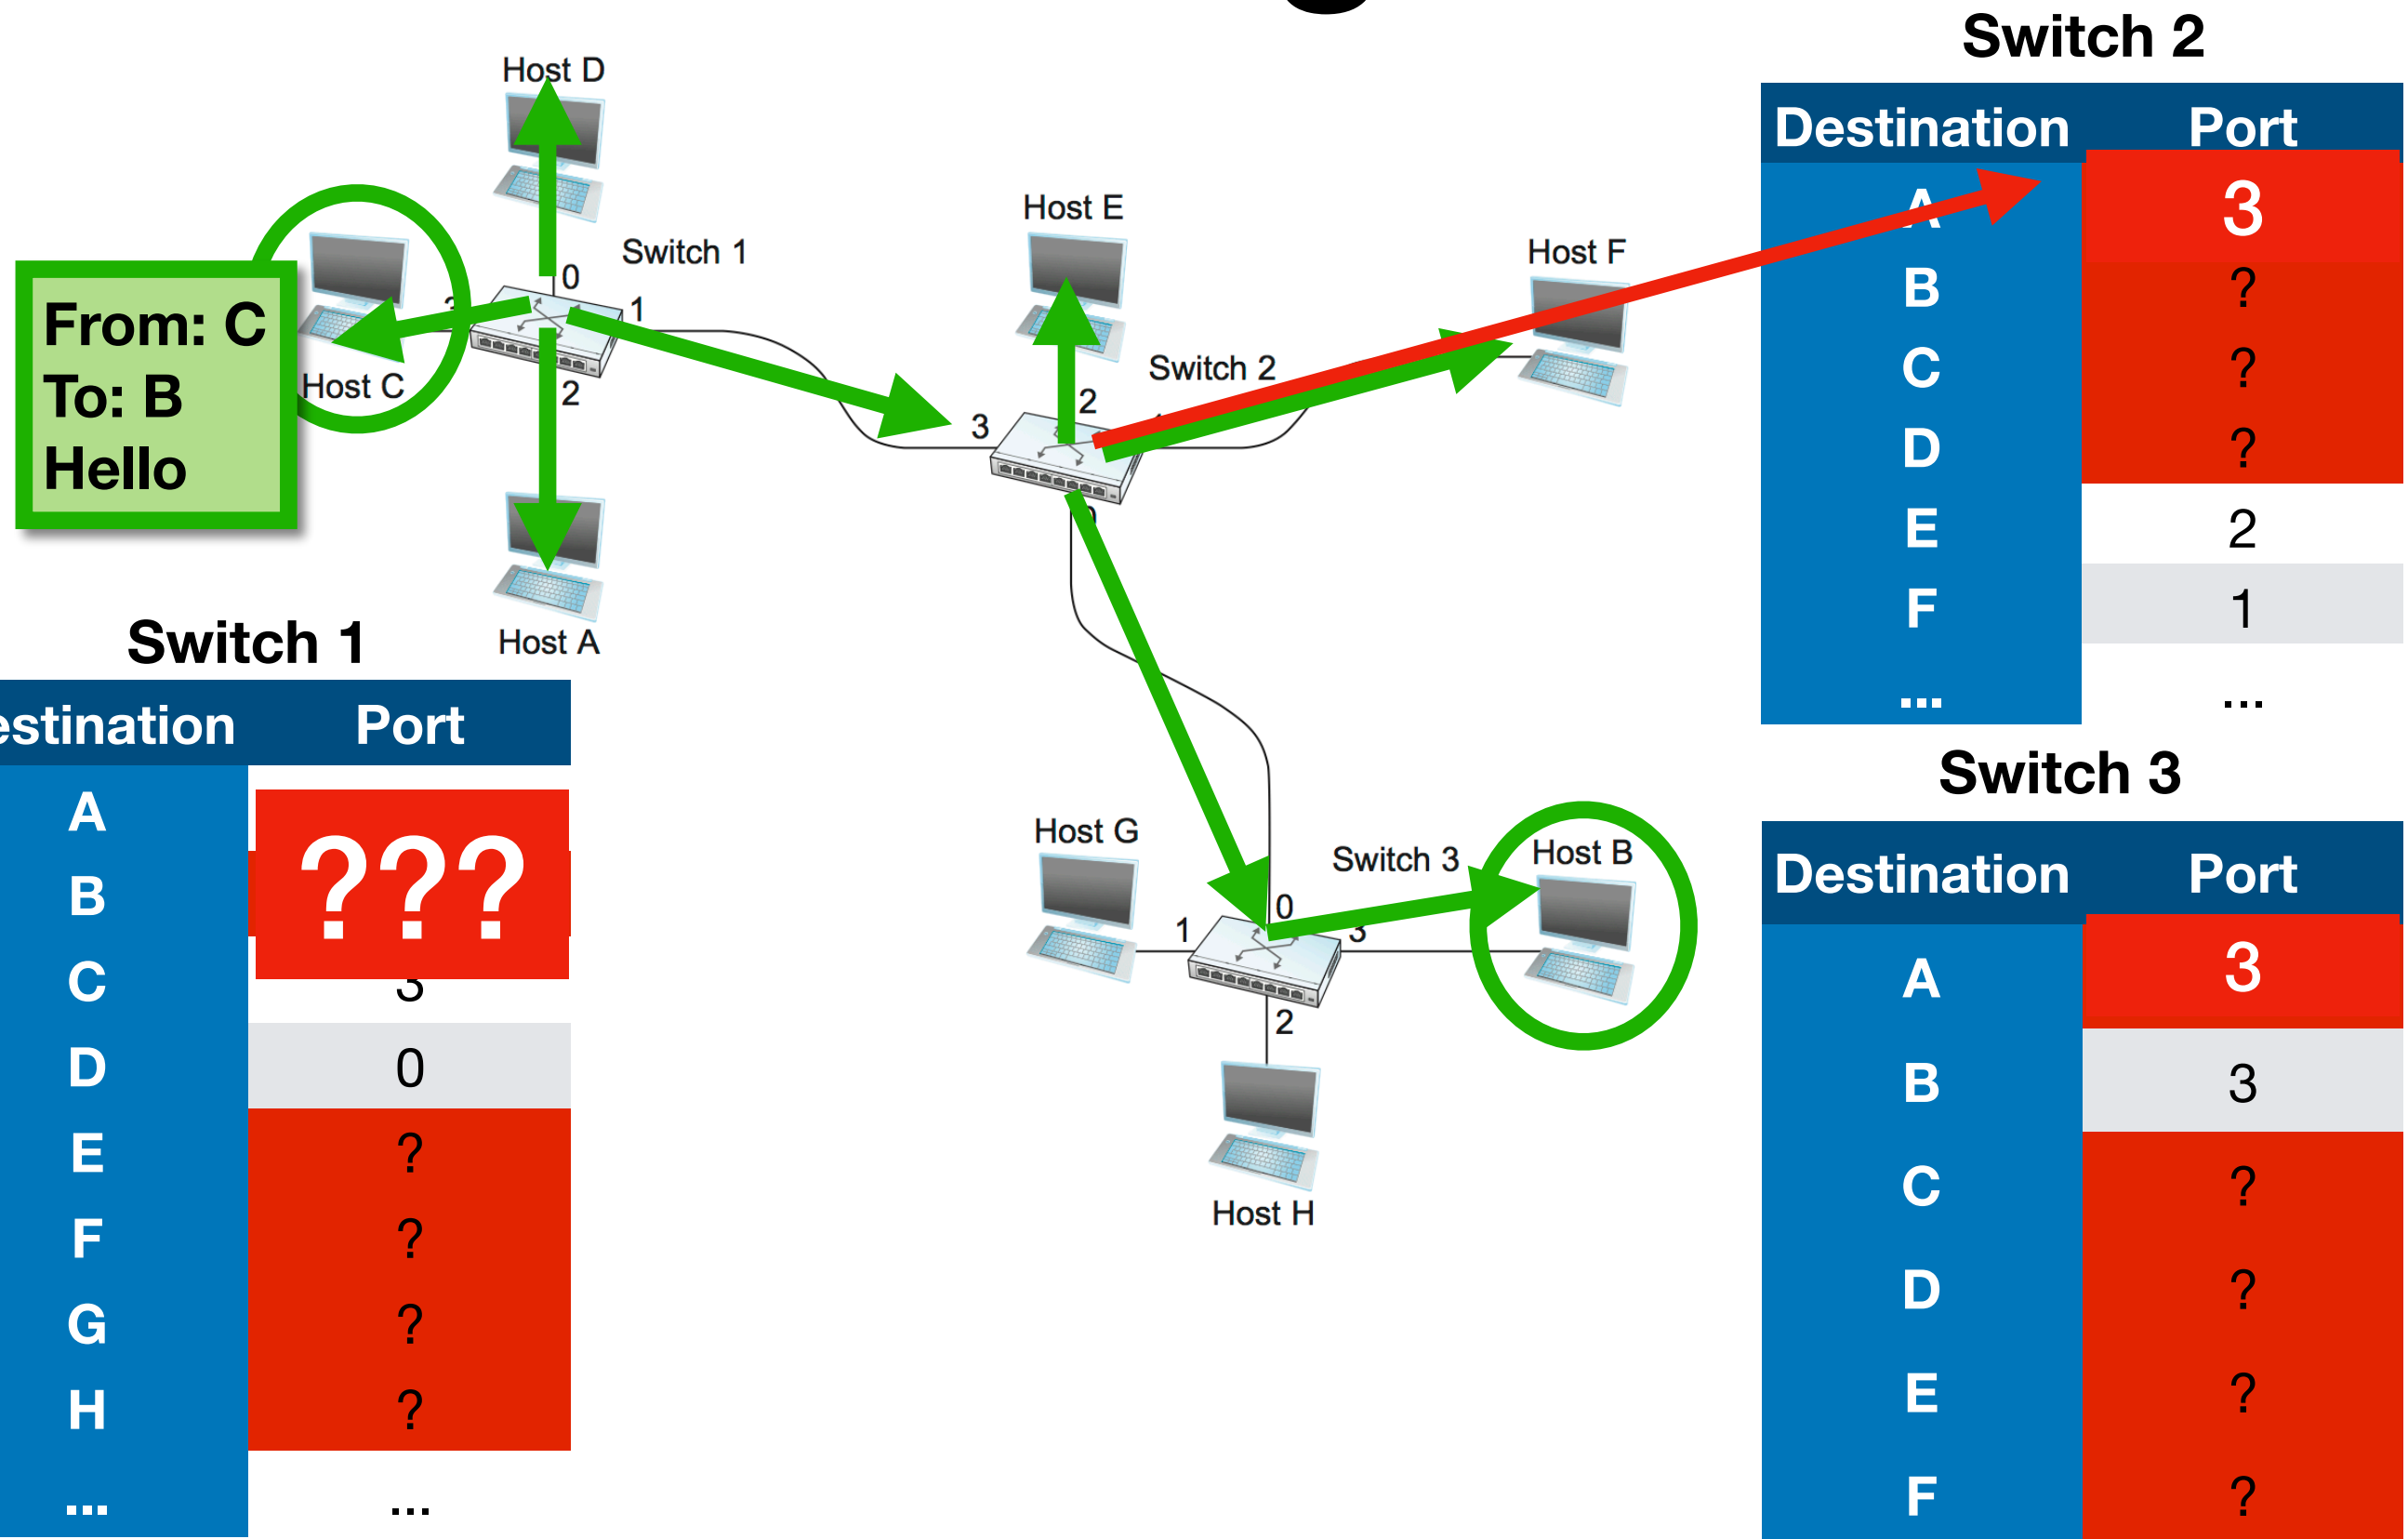 Switch 2
Destination Port
A 3
B ?
C ?
D ?
E 2
F 1
... ...
Host D
Host E
Host F
Switch 1
0
1
From: C
To: B
Hello
Host C
2
Switch 2
2
3
Host A
Switch 1
estination Port
A
???
B
C 3
D 0
E ?
F ?
G ?
H ?
... ...
Host G
Switch 3
Host B
0
1
3
2
Host H
Switch 3
Destination Port
A 3
B 3
C ?
D ?
E ?
F ?